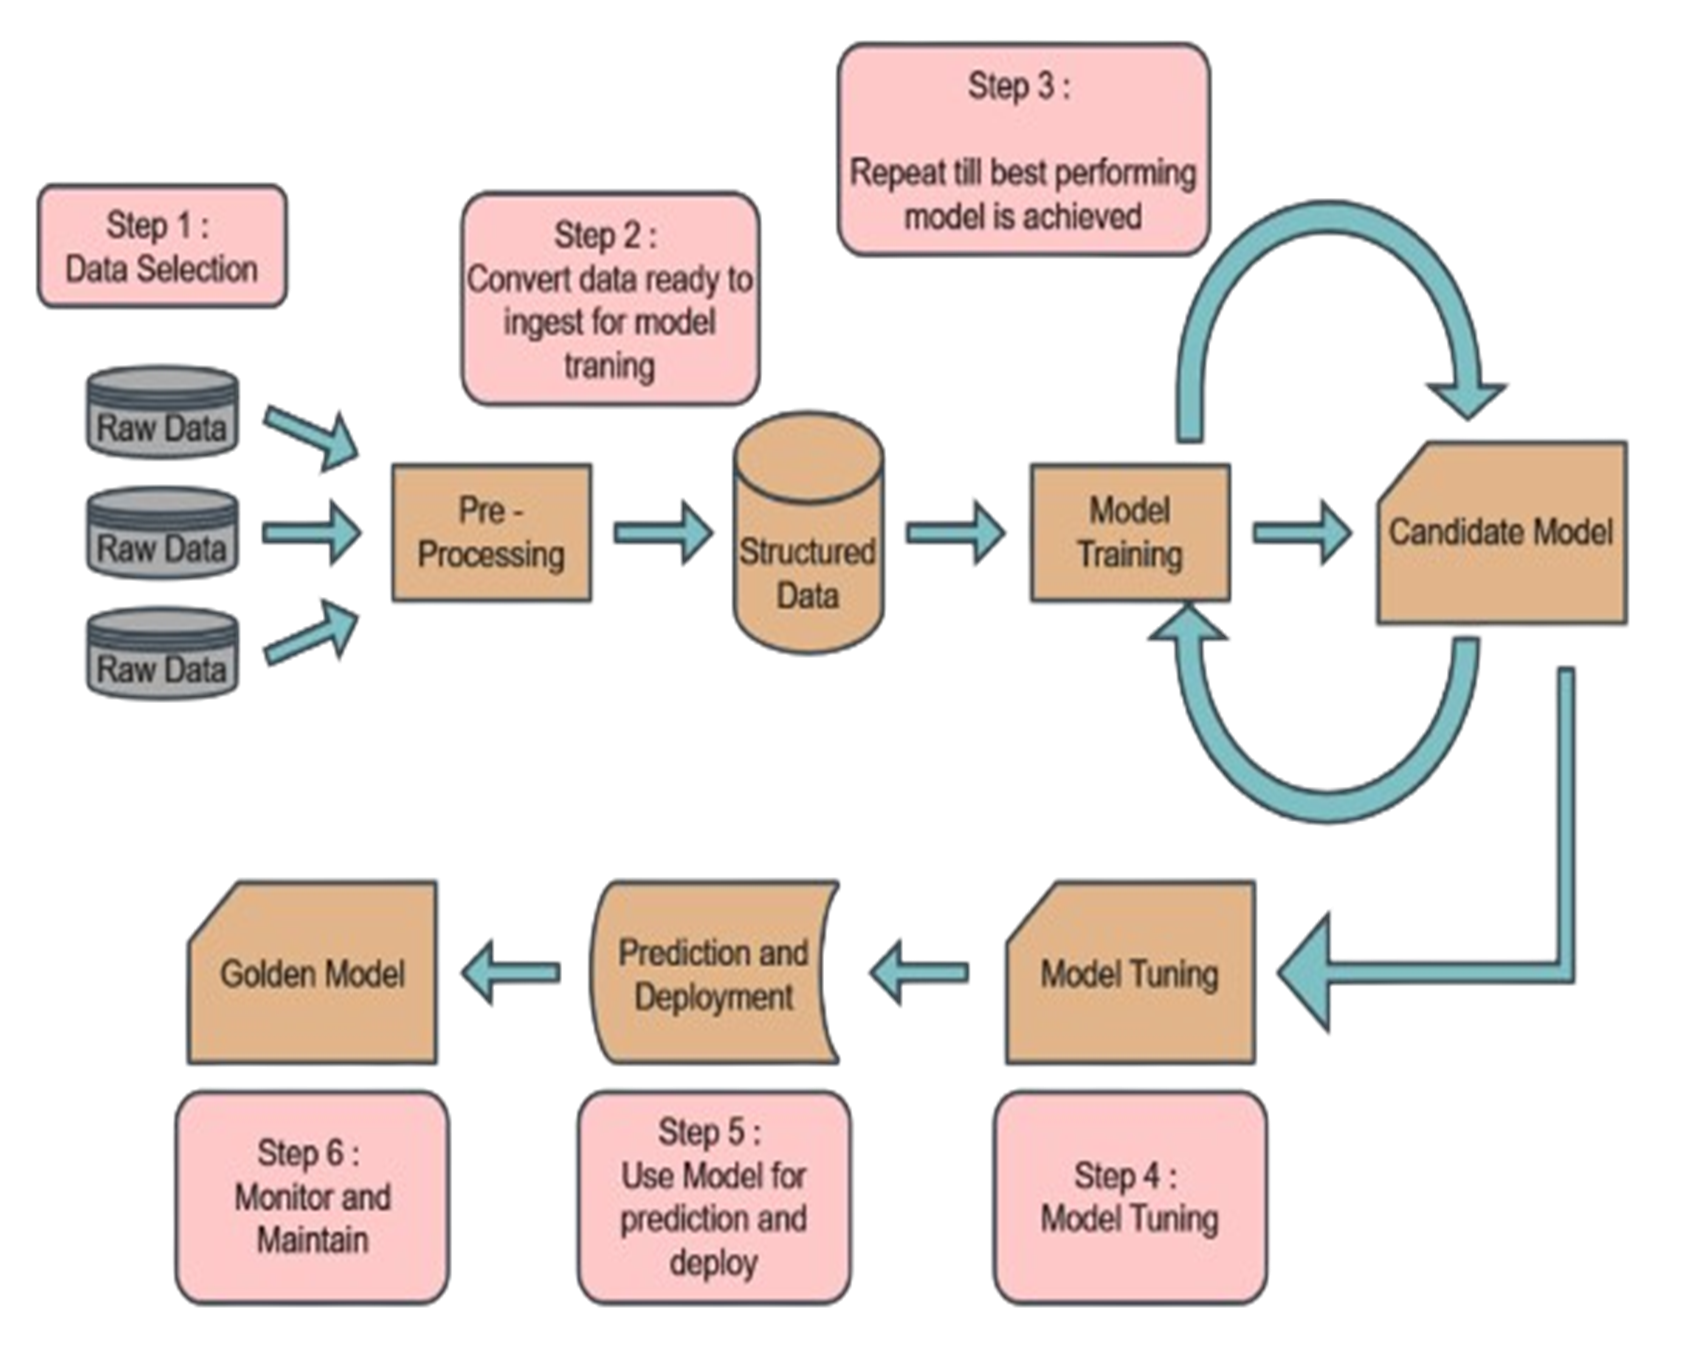 Step 3 :
Repeat till best performing
model is achieved
Step 1 :
Data Selection
Step 2 :
Convert data ready to
ingest for model
traning
Raw Data
Raw Data
Raw Data
Pre -
Processing
Structured
Data
Model
Training
Candidate Model
Golden Model
Prediction and
Deployment
Model Tuning
Step 6 :
Monitor and
Maintain
Step 5 :
Use Model for
prediction and
deploy
Step 4 :
Model Tuning